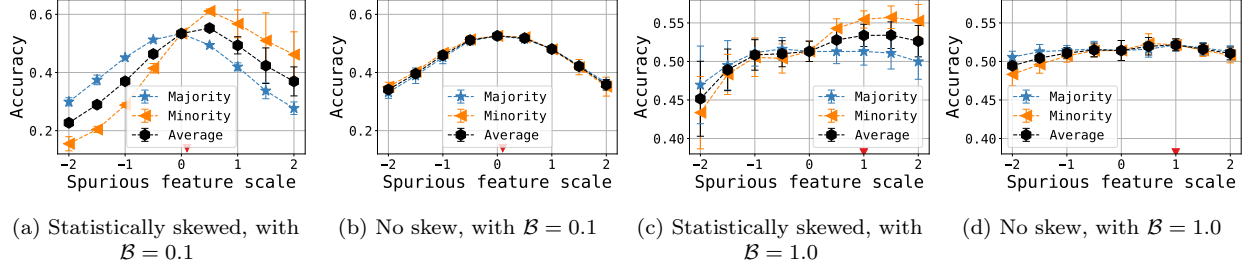 Accuracy
0.6
0.4
0.2
Majority
Minority
Average
−2 −1 0 1 2
Spurious feature scale
(a) Statistically skewed, with
ℬ = 0.1
Accuracy
0.6
0.4
0.2
Majority
Minority
Average
−2 −1 0 1 2
Spurious feature scale
(b) No skew, with ℬ = 0.1
Accuracy
0.55
0.50
0.45
0.40
Majority
Minority
Average
−2 −1 0 1 2
Spurious feature scale
(c) Statistically skewed, with
ℬ = 1.0
Accuracy
0.55
0.50
0.45
0.40
Majority
Minority
Average
−2 −1 0 1 2
Spurious feature scale
(d) No skew, with ℬ = 1.0